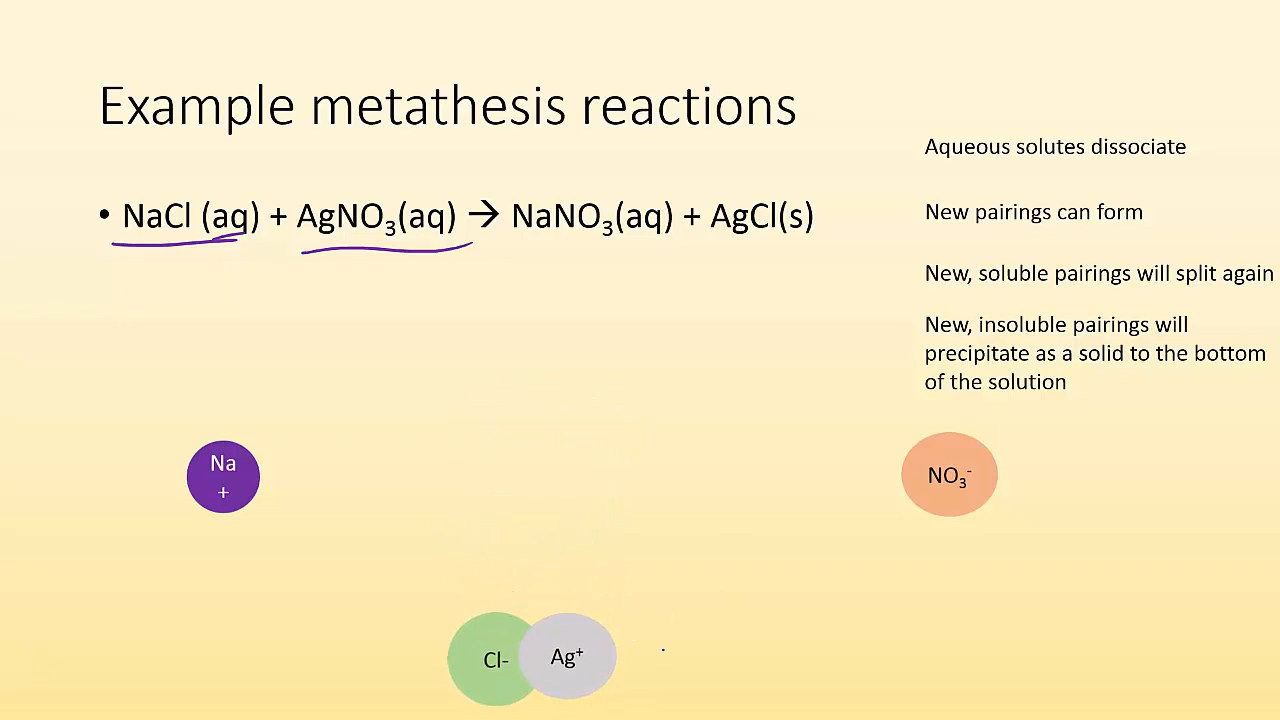 Example metathesis reactions
Aqueous solutes dissociate
• NaCl (aq) + AgNO₃(aq) → NaNO₃(aq) + AgCl(s)
New pairings can form
New, soluble pairings will split again
New, insoluble pairings will
precipitate as a solid to the bottom
of the solution
Na
+
NO₃⁻
Cl-
Ag⁺